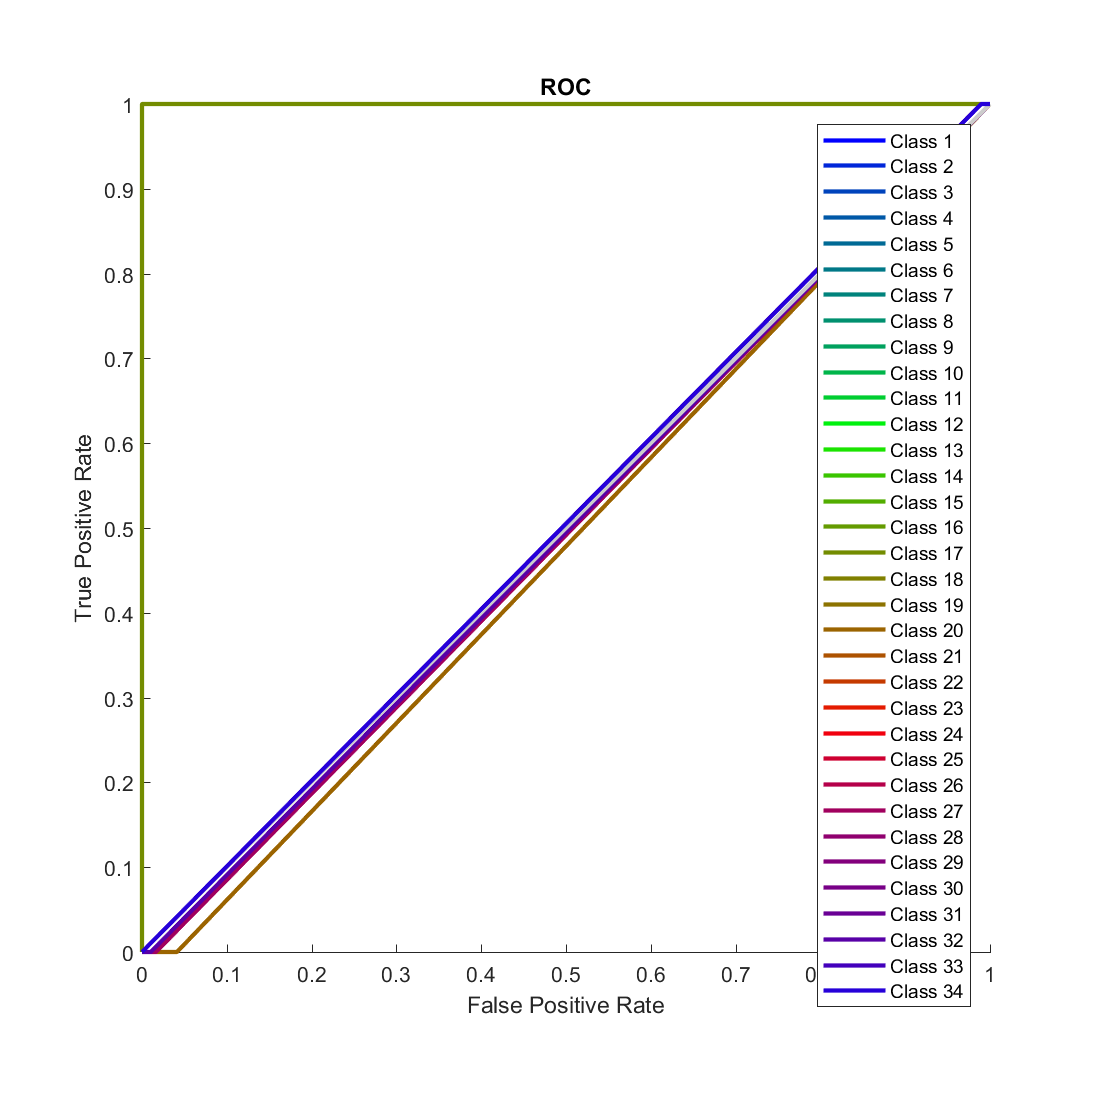 ROC
1
0.9
0.8
0.7
0.6
0.5
0.4
0.3
0.2
0.1
0
True Positive Rate
0 0.1 0.2 0.3 0.4 0.5 0.6 0.7 0 1
False Positive Rate
Class 1
Class 2
Class 3
Class 4
Class 5
Class 6
Class 7
Class 8
Class 9
Class 10
Class 11
Class 12
Class 13
Class 14
Class 15
Class 16
Class 17
Class 18
Class 19
Class 20
Class 21
Class 22
Class 23
Class 24
Class 25
Class 26
Class 27
Class 28
Class 29
Class 30
Class 31
Class 32
Class 33
Class 34